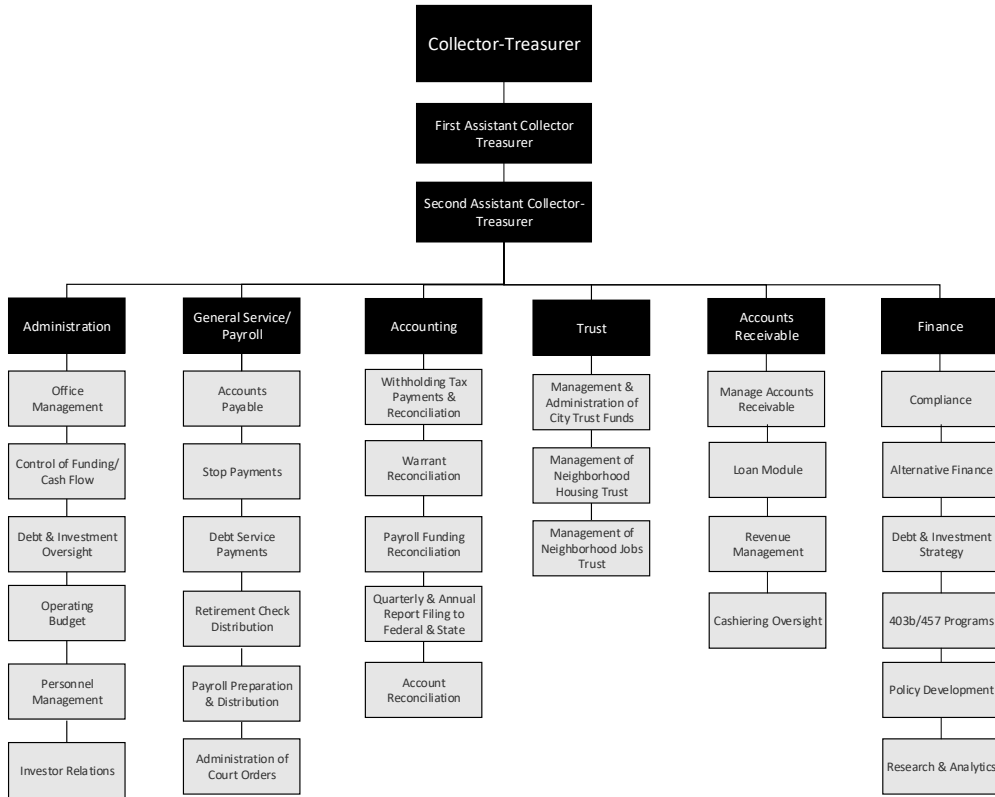 Collector-Treasurer
First Assistant Collector
Treasurer
Second Assistant Collector-
Treasurer
Administration
General Service/
Payroll
Accounting
Trust
Accounts
Receivable
Finance
Office
Management
Control of Funding/
Cash Flow
Debt & Investment
Oversight
Operating
Budget
Personnel
Management
Investor Relations
Accounts
Payable
Stop Payments
Debt Service
Payments
Retirement Check
Distribution
Payroll Preparation
& Distribution
Administration of
Court Orders
Withholding Tax
Payments &
Reconciliation
Warrant
Reconciliation
Payroll Funding
Reconciliation
Quarterly & Annual
Report Filing to
Federal & State
Account
Reconciliation
Management &
Administration of
City Trust Funds
Management of
Neighborhood
Housing Trust
Management of
Neighborhood Jobs
Trust
Manage Accounts
Receivable
Loan Module
Revenue
Management
Cashiering Oversight
Compliance
Alternative Finance
Debt & Investment
Strategy
403b/457 Programs
Policy Development
Research & Analytics